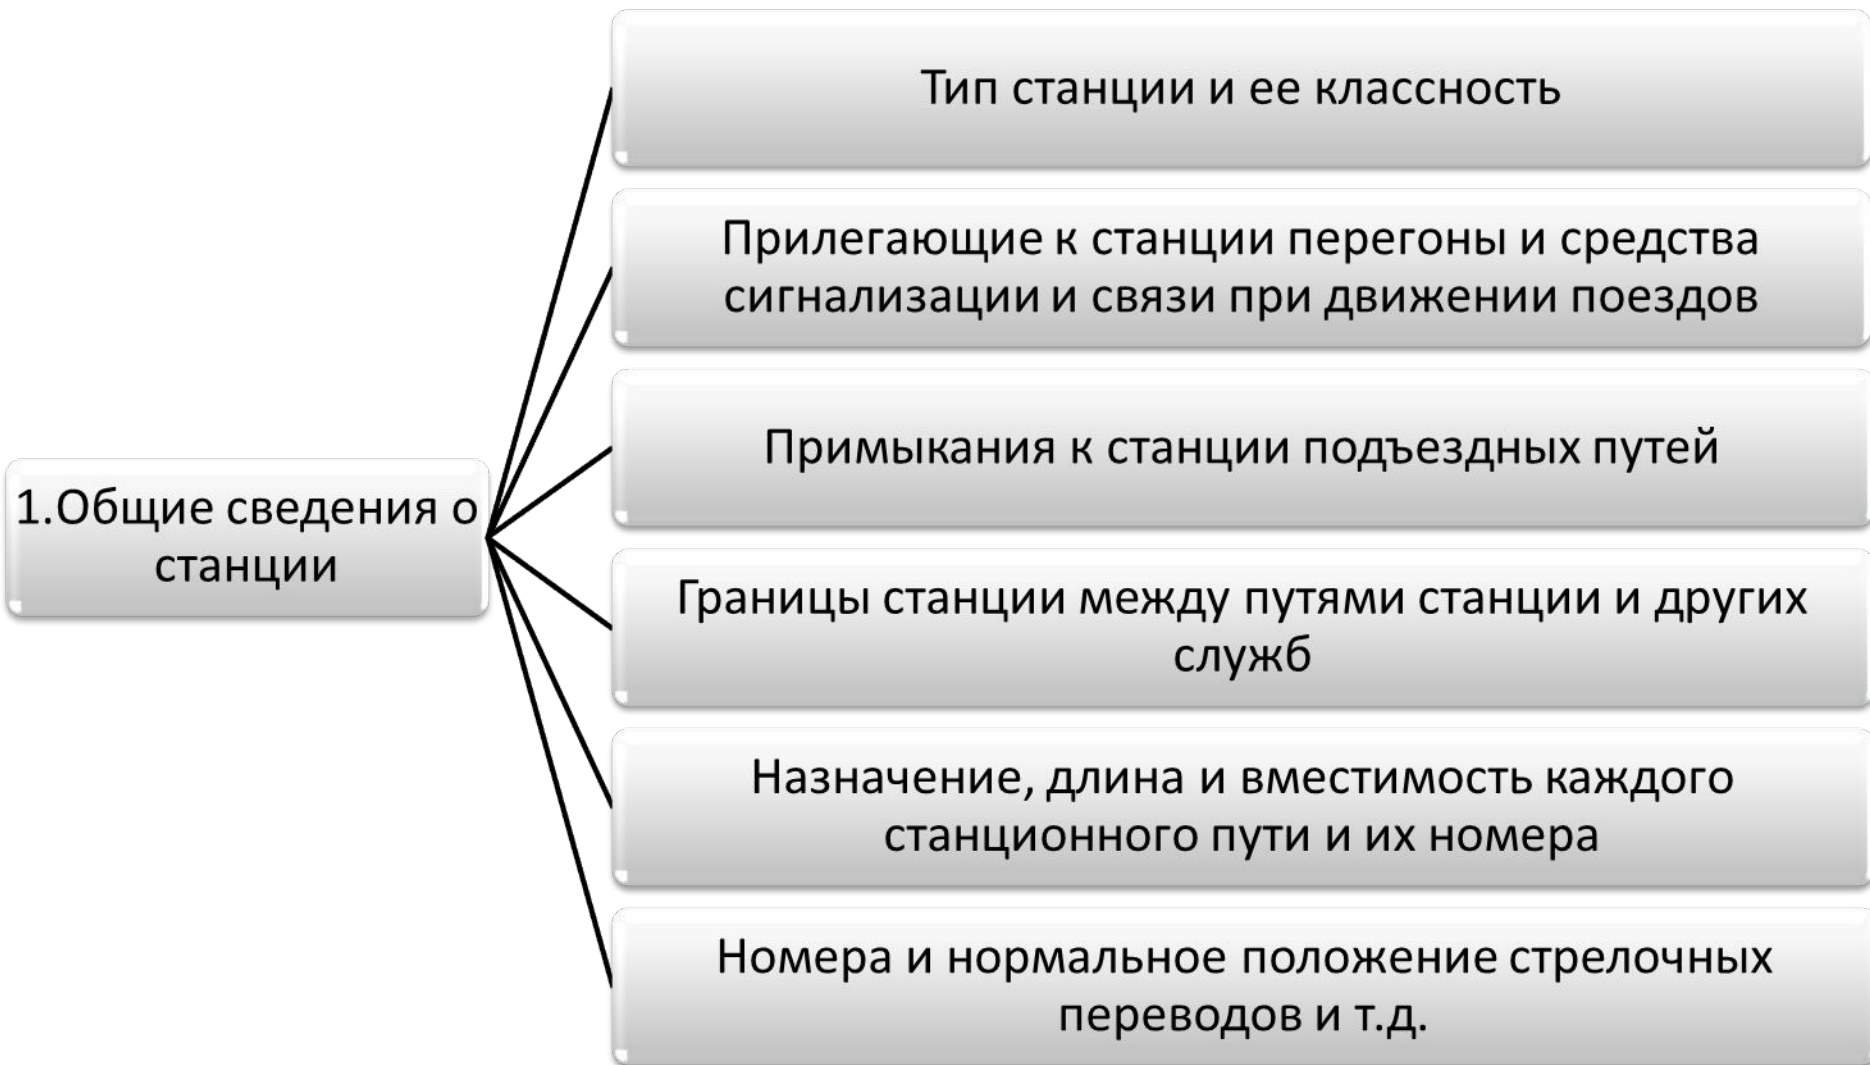 Тип станции и ее классность
Прилегающие к станции перегоны и средства
сигнализации и связи при движении поездов
Примыкания к станции подъездных путей
1.Общие сведения о
станции
Границы станции между путями станции и других
служб
Назначение, длина и вместимость каждого
станционного пути и их номера
Номера и нормальное положение стрелочных
переводов и т.д.